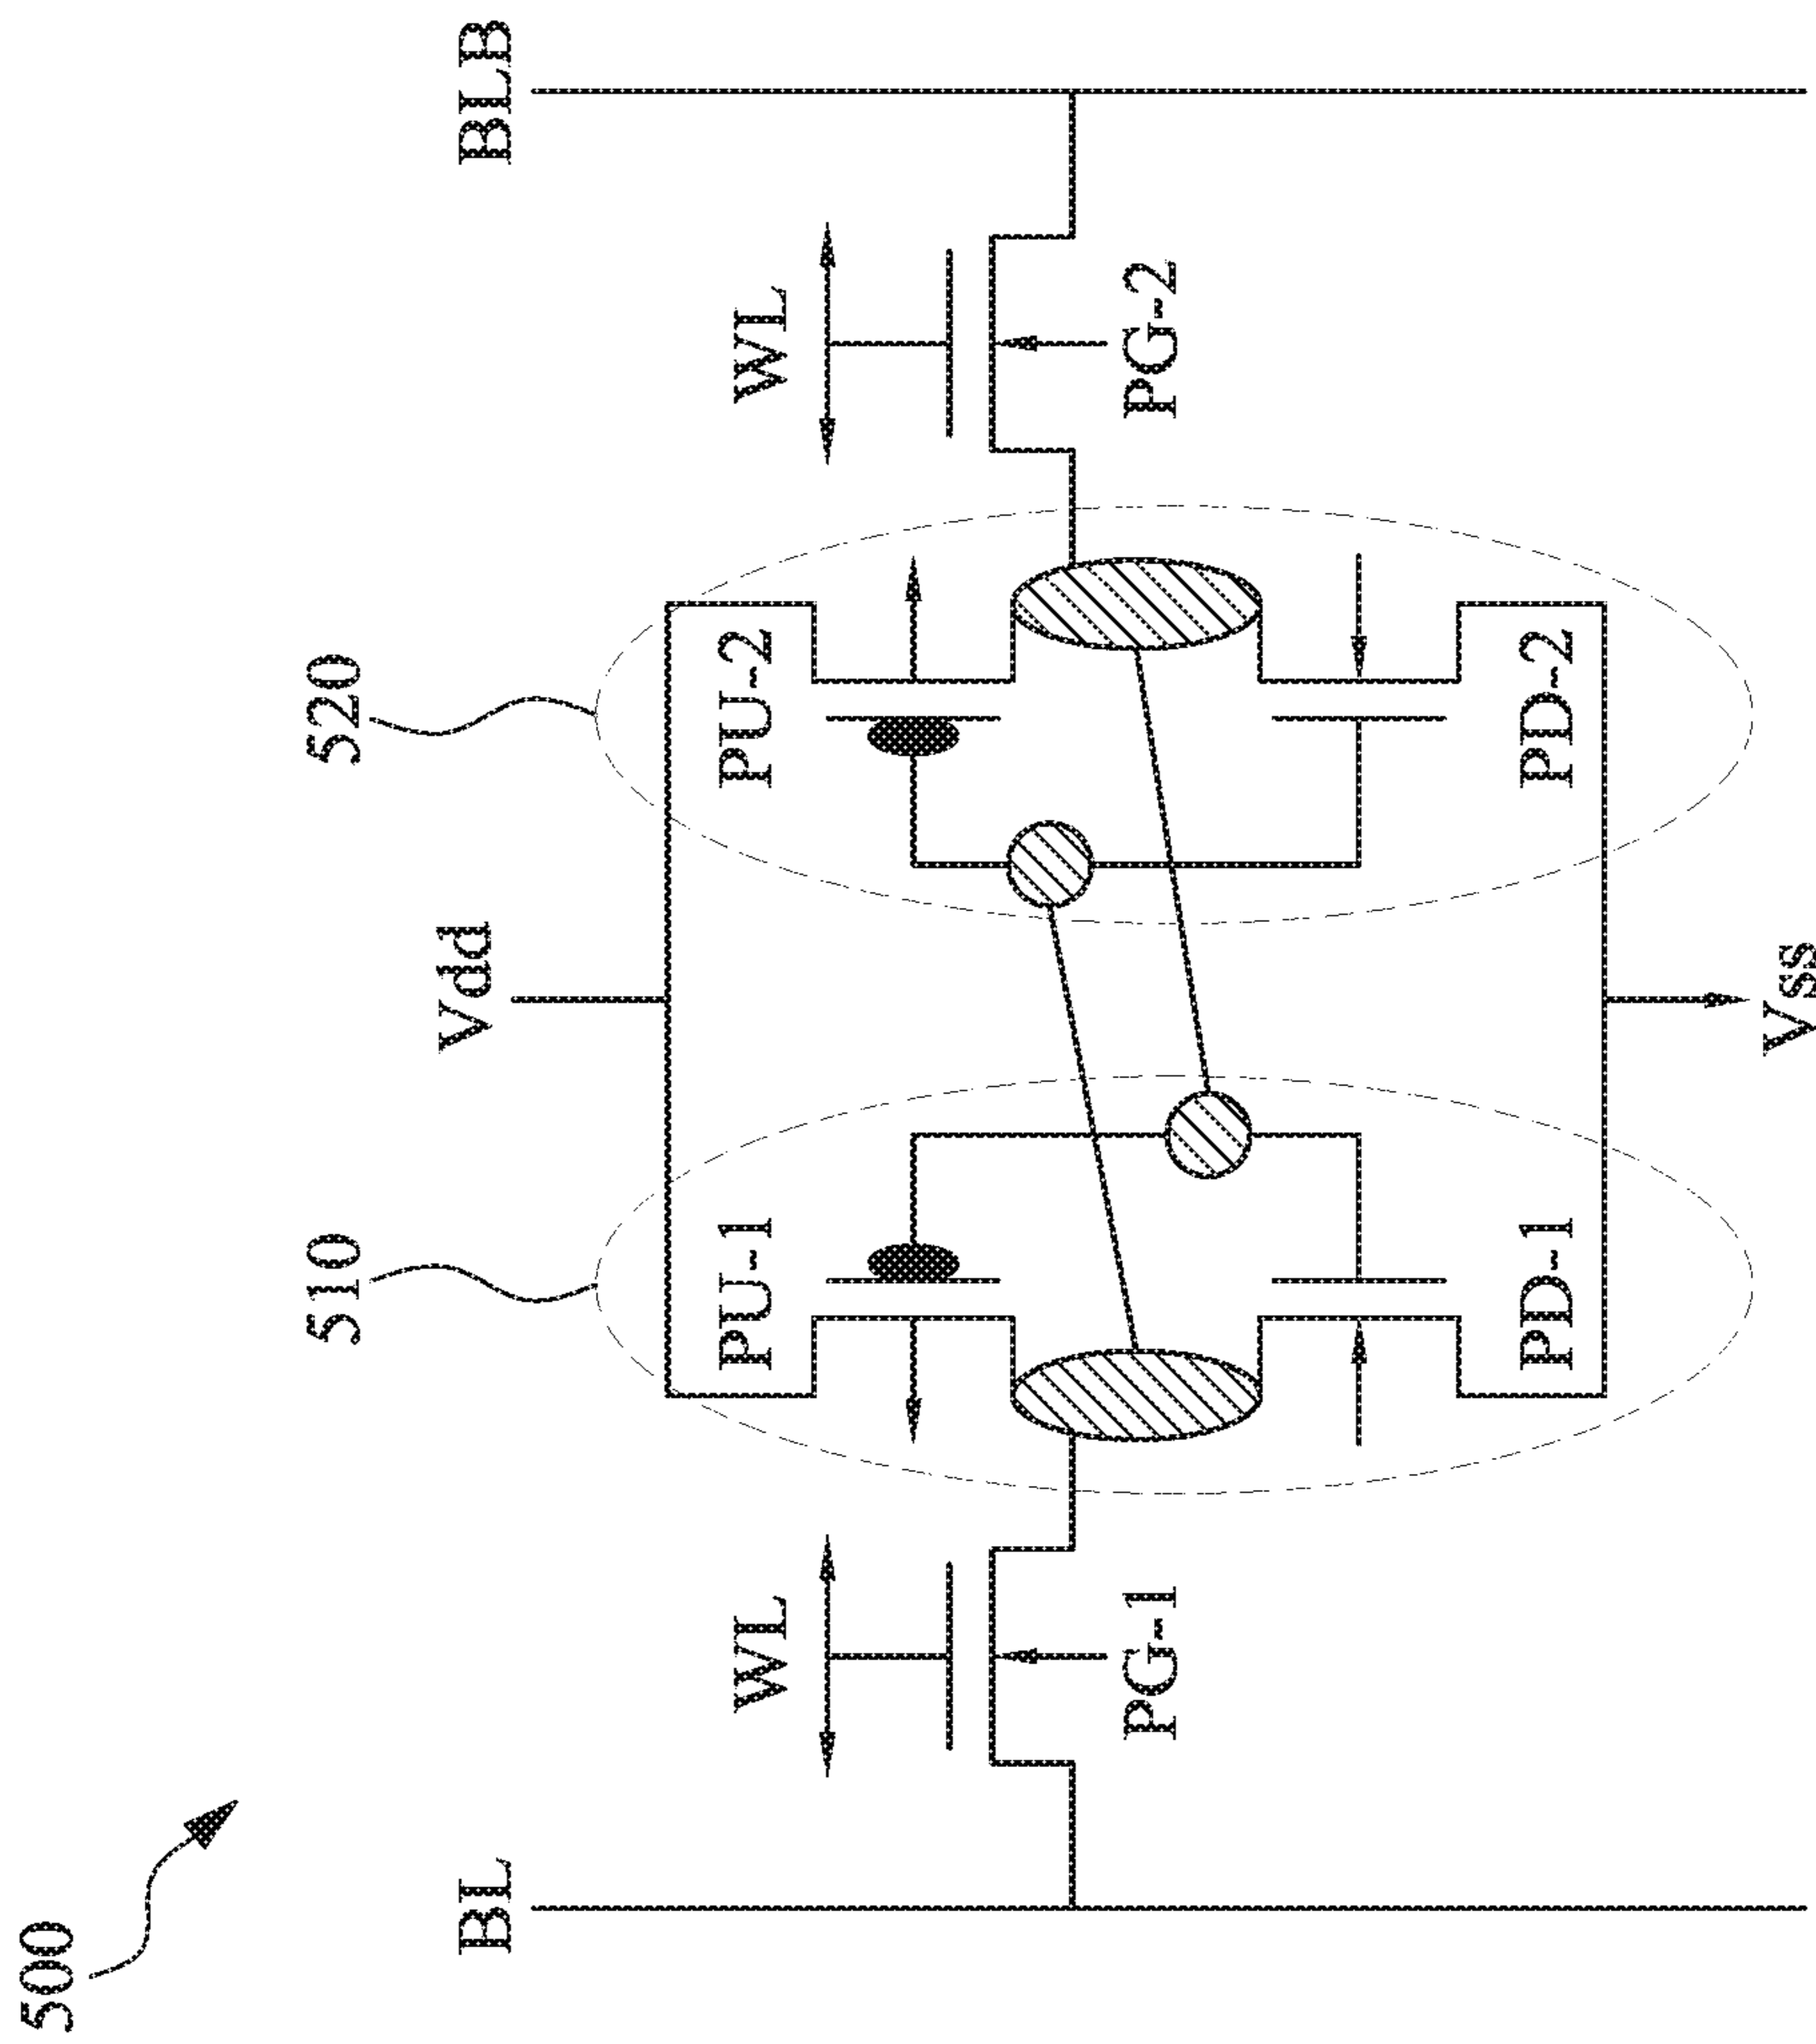 500
510
520
BL
Vdd
BLB
WL
PU-1
PU-2
WL
PG-1
PG-2
PD-1
PD-2
Vss